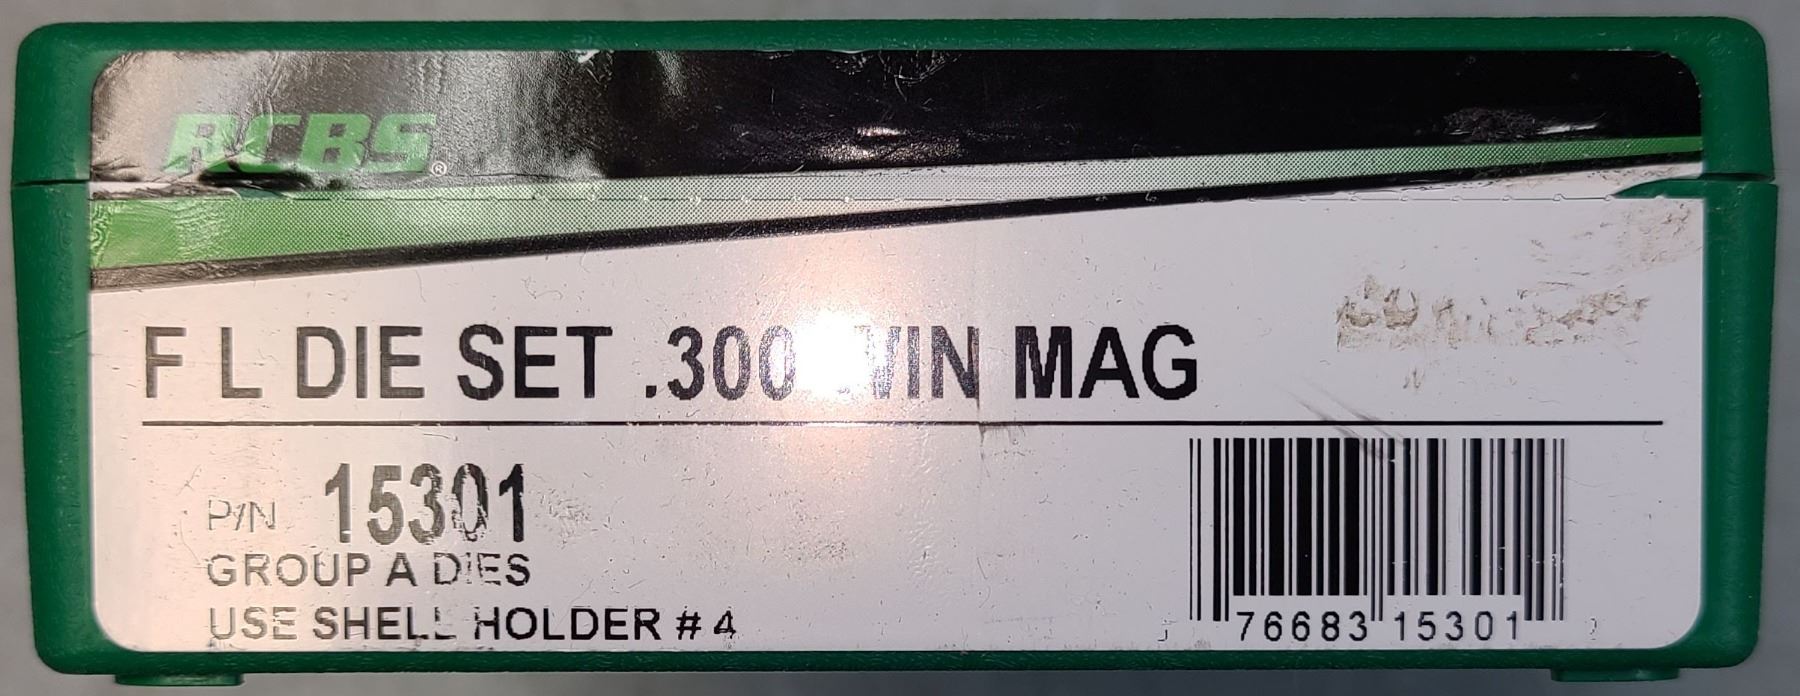 RCBS®
F L DIE SET .300 WIN MAG
P/N 15301
GROUP A DIES
USE SHELL HOLDER # 4
76683 15301